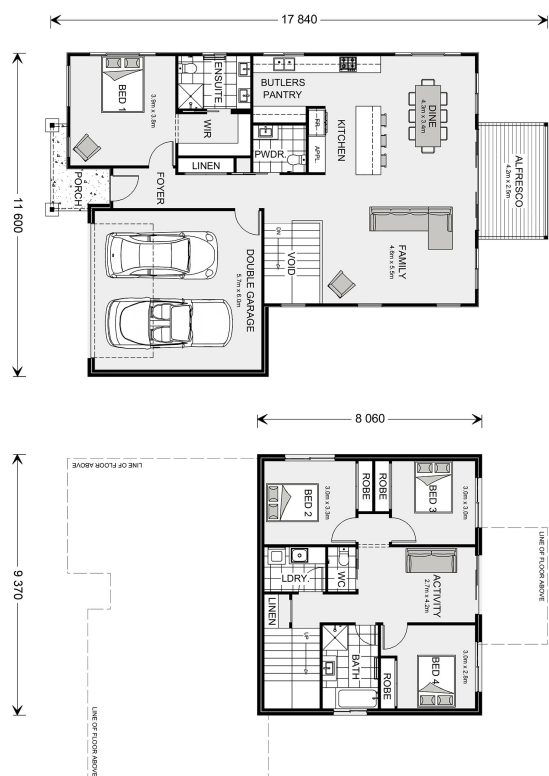 17 840
11 600
BED 1
3.9m x 3.8m
ENSUITE
WIR
LINEN
BUTLERS
PANTRY
PWDR.
FR.
APPL
KITCHEN
DINE
4.3m x 3.4m
ALFRESCO
4.2m x 2.9m
PORCH
FOYER
DOUBLE GARAGE
5.7m x 6.0m
DN
UP
VOID
FAMILY
4.6m x 5.5m
8 060
9 370
LINE OF FLOOR ABOVE
BED 2
3.0m x 3.3m
ROBE
ROBE
BED 3
3.0m x 3.0m
LINE OF FLOOR ABOVE
LDRY.
WC
ACTIVITY
2.7m x 4.2m
LINEN
UP
BATH
ROBE
BED 4
3.0m x 2.8m
LINE OF FLOOR ABOVE